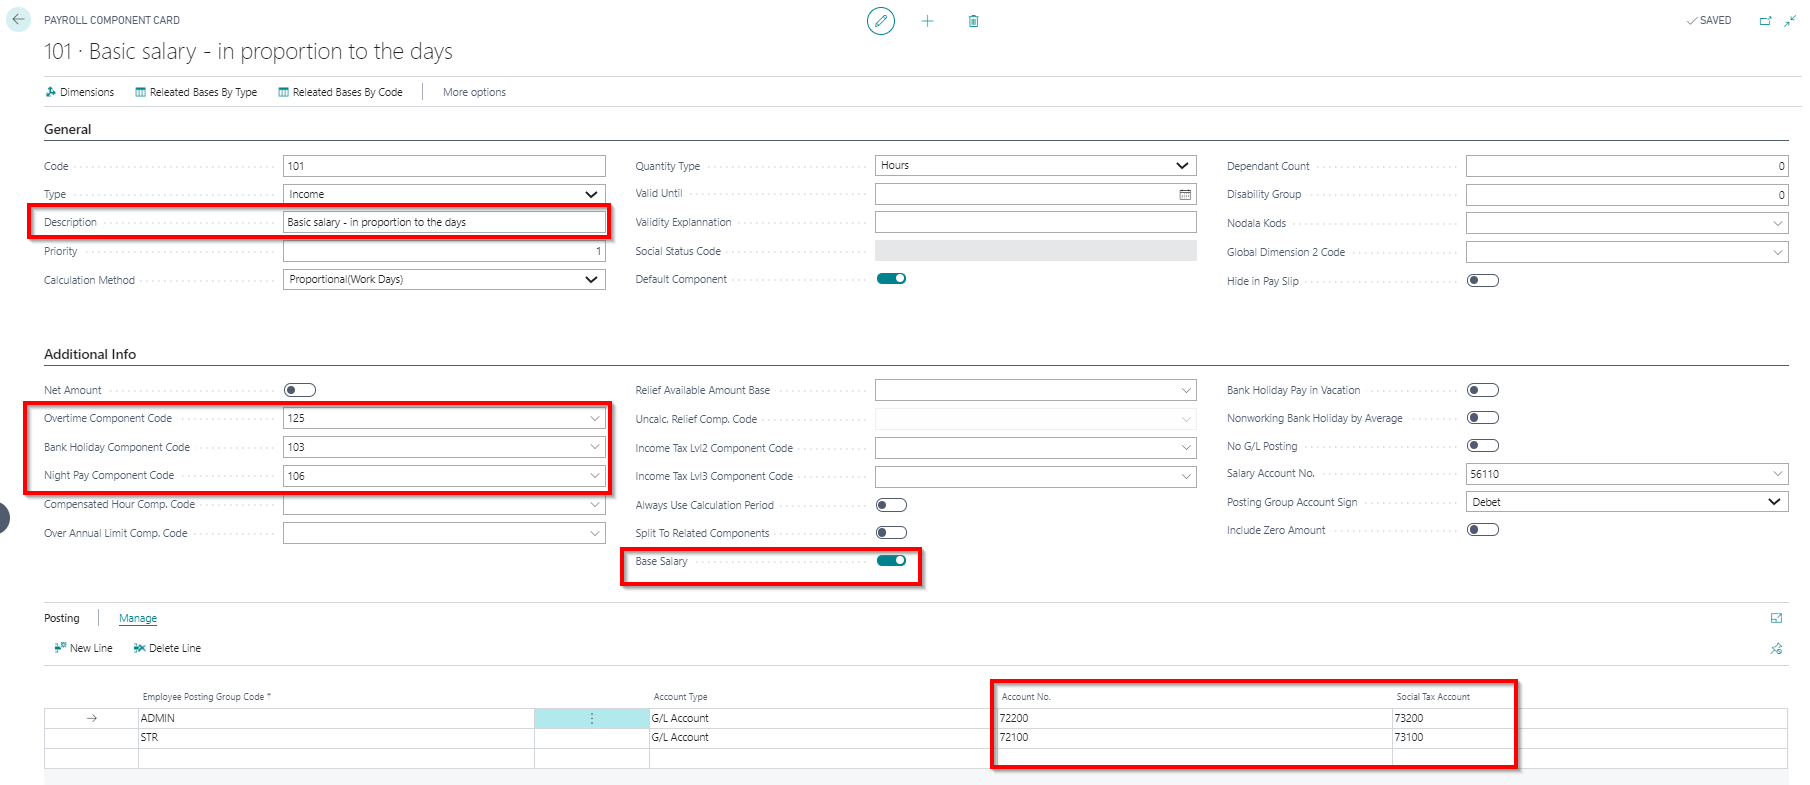 PAYROLL COMPONENT CARD
SAVED
101 · Basic salary - in proportion to the days
Dimensions
Releated Bases By Type
Releated Bases By Code
More options
General
Code
101
Type
Income
Description
Basic salary - in proportion to the days
Priority
1
Calculation Method
Proportional(Work Days)
Quantity Type
Hours
Valid Until
Validity Explannation
Social Status Code
Default Component
Dependant Count
0
Disability Group
0
Nodala Kods
Global Dimension 2 Code
Hide in Pay Slip
Additional Info
Net Amount
Overtime Component Code
125
Bank Holiday Component Code
103
Night Pay Component Code
106
Compensated Hour Comp. Code
Over Annual Limit Comp. Code
Relief Available Amount Base
Uncalc. Relief Comp. Code
Income Tax Lvl2 Component Code
Income Tax Lvl3 Component Code
Always Use Calculation Period
Split To Related Components
Base Salary
Bank Holiday Pay in Vacation
Nonworking Bank Holiday by Average
No G/L Posting
Salary Account No.
56110
Posting Group Account Sign
Debet
Include Zero Amount
Posting
Manage
New Line
Delete Line
Employee Posting Group Code *
Account Type
Account No.
Social Tax Account
ADMIN
G/L Account
72200
73200
STR
G/L Account
72100
73100